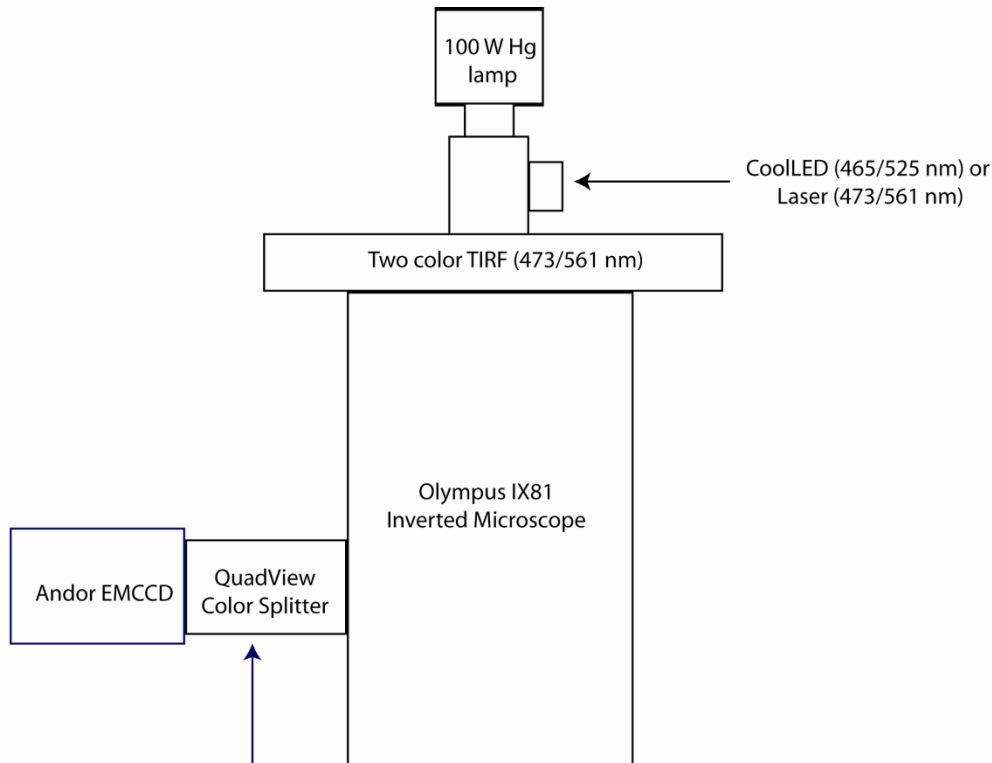 100 W Hg
lamp
CoolLED (465/525 nm) or
Laser (473/561 nm)
Two color TIRF (473/561 nm)
Olympus IX81
Inverted Microscope
Andor EMCCD
QuadView
Color Splitter